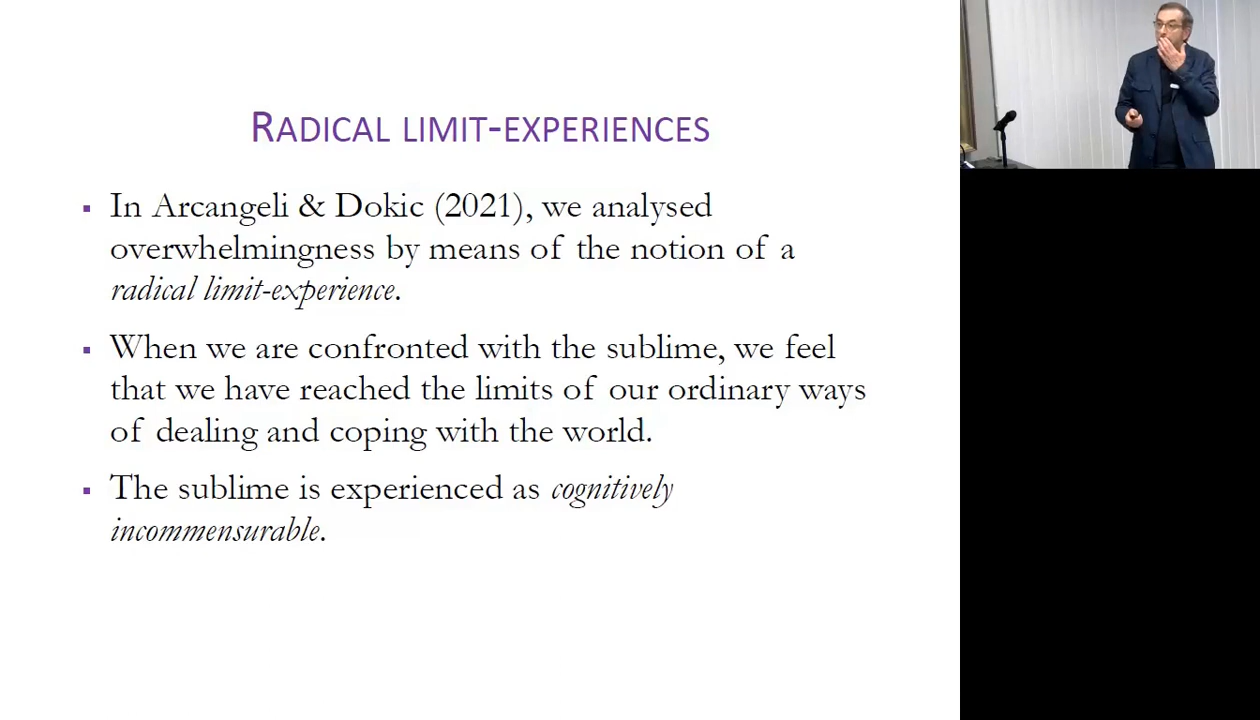 RADICAL LIMIT-EXPERIENCES
▪ In Arcangeli & Dokic (2021), we analysed
overwhelmingness by means of the notion of a
radical limit-experience.
▪ When we are confronted with the sublime, we feel
that we have reached the limits of our ordinary ways
of dealing and coping with the world.
▪ The sublime is experienced as cognitively
incommensurable.